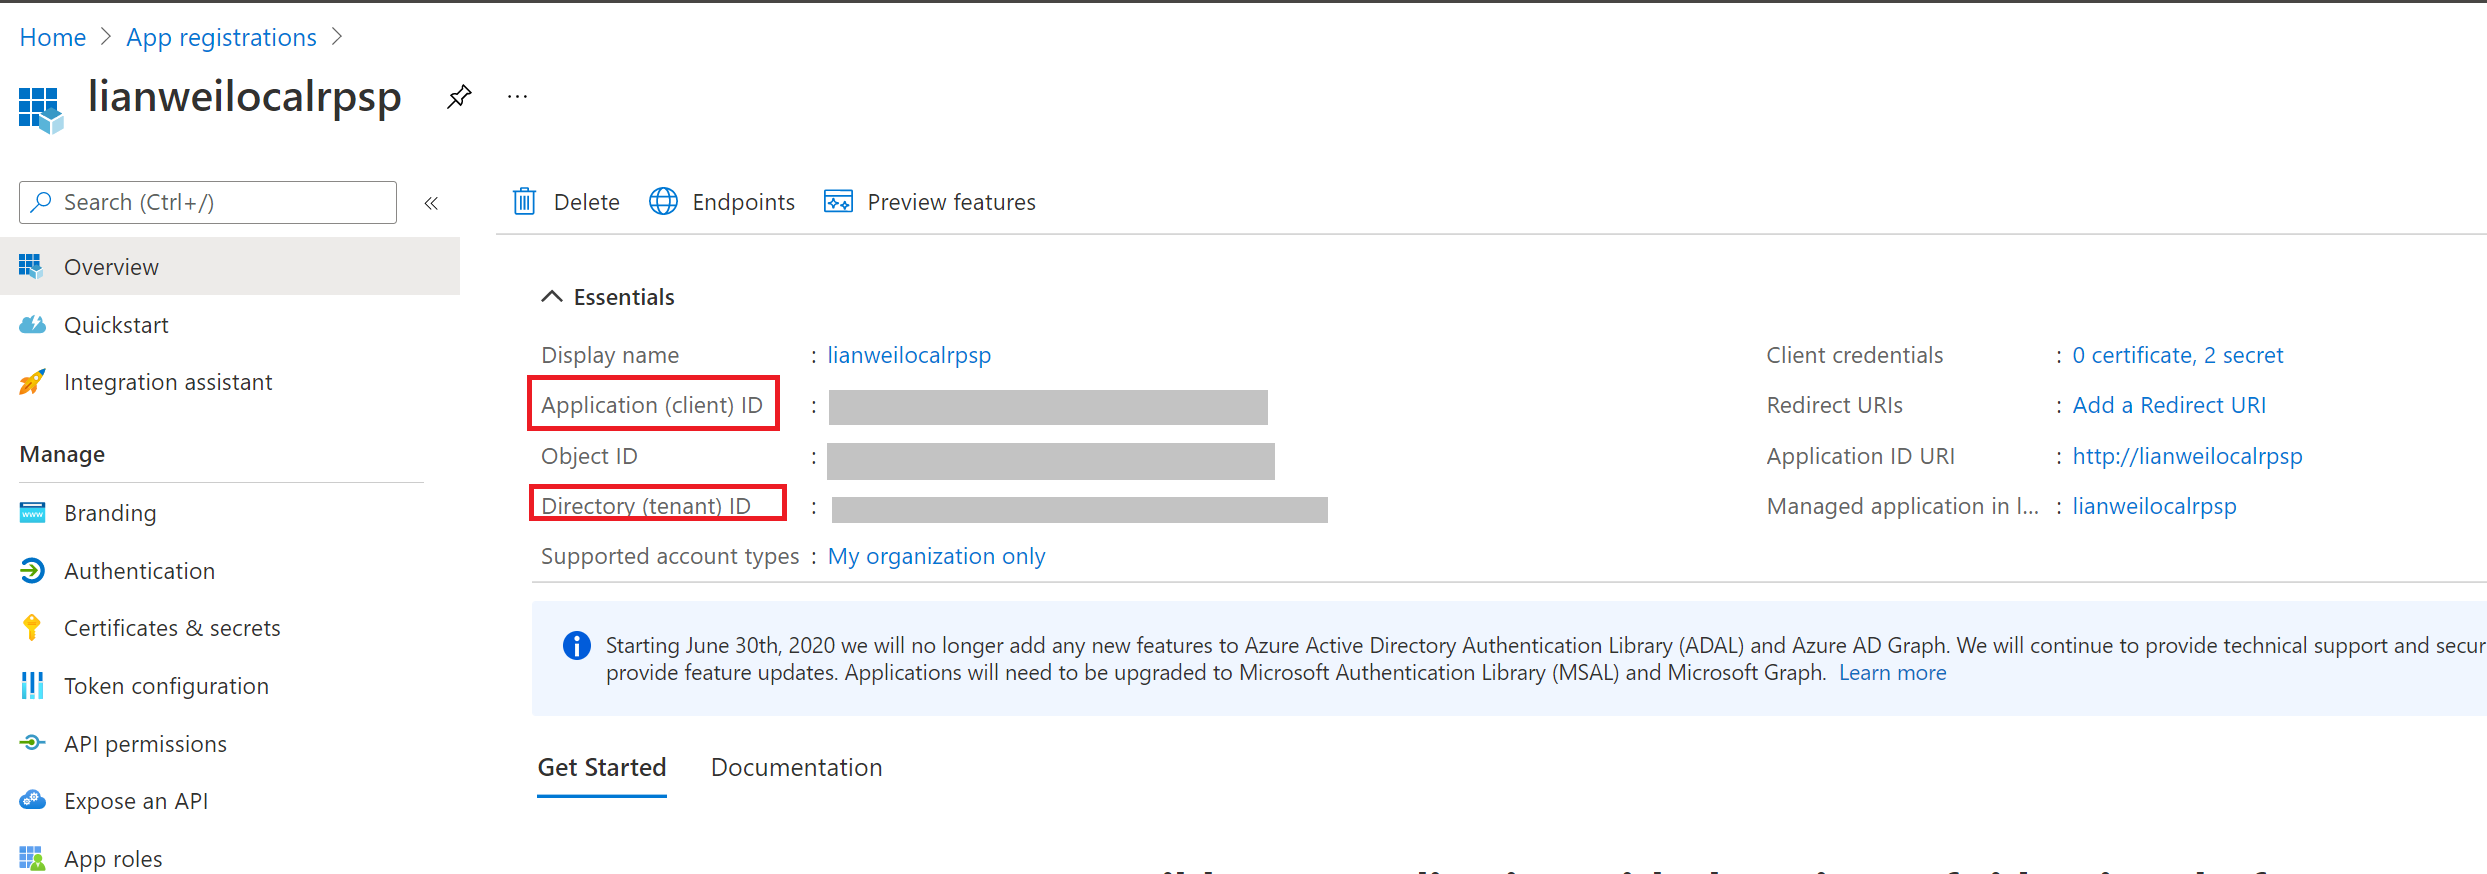 Home > App registrations >
lianweilocalrpsp ...
Search (Ctrl+/) «
Overview
Quickstart
Integration assistant
Manage
Branding
Authentication
Certificates & secrets
Token configuration
API permissions
Expose an API
App roles
Delete Endpoints Preview features
Essentials
Display name : lianweilocalrpsp
Application (client) ID :
Object ID :
Directory (tenant) ID :
Supported account types : My organization only
Client credentials : 0 certificate, 2 secret
Redirect URIs : Add a Redirect URI
Application ID URI : http://lianweilocalrpsp
Managed application in l... : lianweilocalrpsp
Starting June 30th, 2020 we will no longer add any new features to Azure Active Directory Authentication Library (ADAL) and Azure AD Graph. We will continue to provide technical support and secur
provide feature updates. Applications will need to be upgraded to Microsoft Authentication Library (MSAL) and Microsoft Graph. Learn more
Get Started Documentation